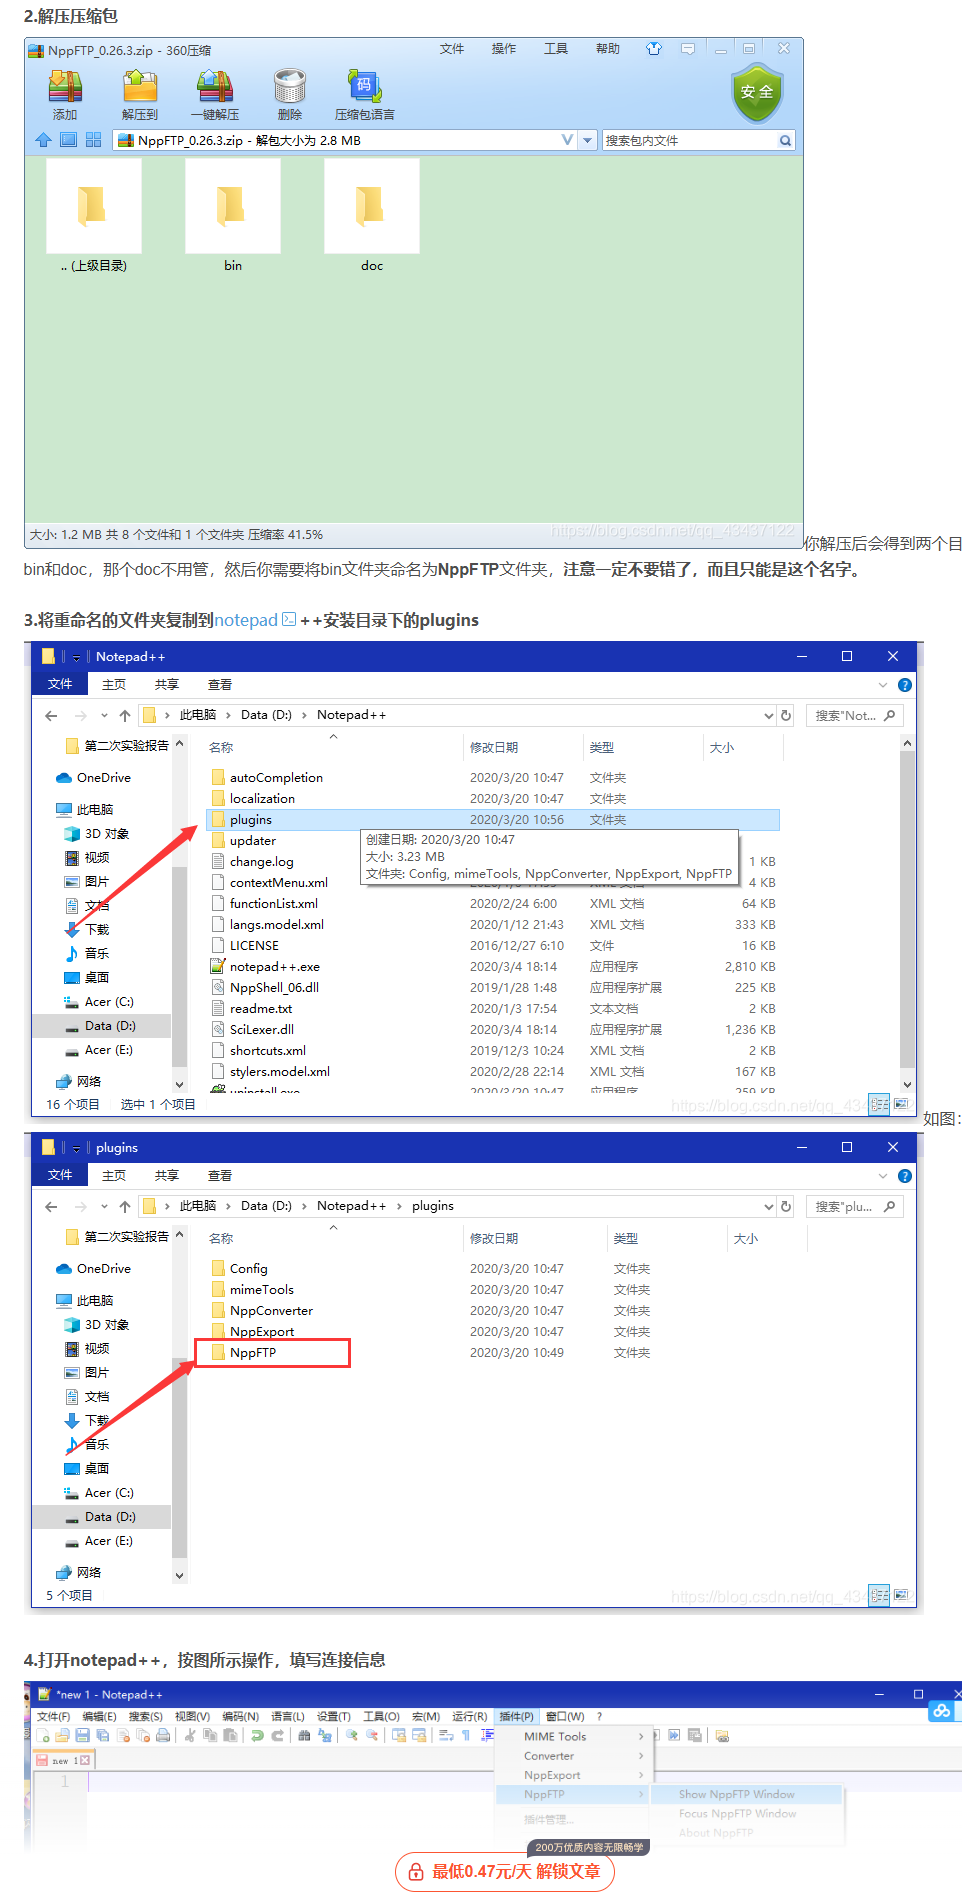 2.解压压缩包
NppFTP_0.26.3.zip - 360压缩
文件 操作 工具 帮助
添加 解压到 一键解压 删除 压缩包语言
码
安全
NppFTP_0.26.3.zip - 解包大小为 2.8 MB
搜索包内文件
.. (上级目录) bin doc
大小: 1.2 MB 共 8 个文件和 1 个文件夹 压缩率 41.5%
https://blog.csdn.net/qq_43437122
你解压后会得到两个目
bin和doc，那个doc不用管，然后你需要将bin文件夹命名为NppFTP文件夹，注意一定不要错了，而且只能是这个名字。
3.将重命名的文件夹复制到notepad++安装目录下的plugins
Notepad++
文件 主页 共享 查看
此电脑 › Data (D:) › Notepad++
搜索"Not...
第二次实验报告
OneDrive
此电脑
3D 对象
视频
图片
文档
下载
音乐
桌面
Acer (C:)
Data (D:)
Acer (E:)
网络
名称 修改日期 类型 大小
autoCompletion 2020/3/20 10:47 文件夹
localization 2020/3/20 10:47 文件夹
plugins 2020/3/20 10:56 文件夹
updater
创建日期: 2020/3/20 10:47
大小: 3.23 MB
文件夹: Config, mimeTools, NppConverter, NppExport, NppFTP
change.log 1 KB
contextMenu.xml 4 KB
functionList.xml 2020/2/24 6:00 XML 文档 64 KB
langs.model.xml 2020/1/12 21:43 XML 文档 333 KB
LICENSE 2016/12/27 6:10 文件 16 KB
notepad++.exe 2020/3/4 18:14 应用程序 2,810 KB
NppShell_06.dll 2019/1/28 1:48 应用程序扩展 225 KB
readme.txt 2020/1/3 17:54 文本文档 2 KB
SciLexer.dll 2020/3/4 18:14 应用程序扩展 1,236 KB
shortcuts.xml 2019/12/3 10:24 XML 文档 2 KB
stylers.model.xml 2020/2/28 22:14 XML 文档 167 KB
uninstall.exe 2020/3/20 10:47 应用程序 259 KB
16 个项目 选中 1 个项目
https://blog.csdn.net/qq_434
如图：
plugins
文件 主页 共享 查看
此电脑 › Data (D:) › Notepad++ › plugins
搜索"plu...
第二次实验报告
OneDrive
此电脑
3D 对象
视频
图片
文档
下载
音乐
桌面
Acer (C:)
Data (D:)
Acer (E:)
网络
名称 修改日期 类型 大小
Config 2020/3/20 10:47 文件夹
mimeTools 2020/3/20 10:47 文件夹
NppConverter 2020/3/20 10:47 文件夹
NppExport 2020/3/20 10:47 文件夹
NppFTP 2020/3/20 10:49 文件夹
5 个项目
https://blog.csdn.net/qq_434
4.打开notepad++，按图所示操作，填写连接信息
*new 1 - Notepad++
文件(F) 编辑(E) 搜索(S) 视图(V) 编码(N) 语言(L) 设置(T) 工具(O) 宏(M) 运行(R) 插件(P) 窗口(W) ?
new 1
1
MIME Tools
Converter
NppExport
NppFTP
插件管理...
Show NppFTP Window
Focus NppFTP Window
About NppFTP
200万优质内容无限畅学
最低0.47元/天 解锁文章